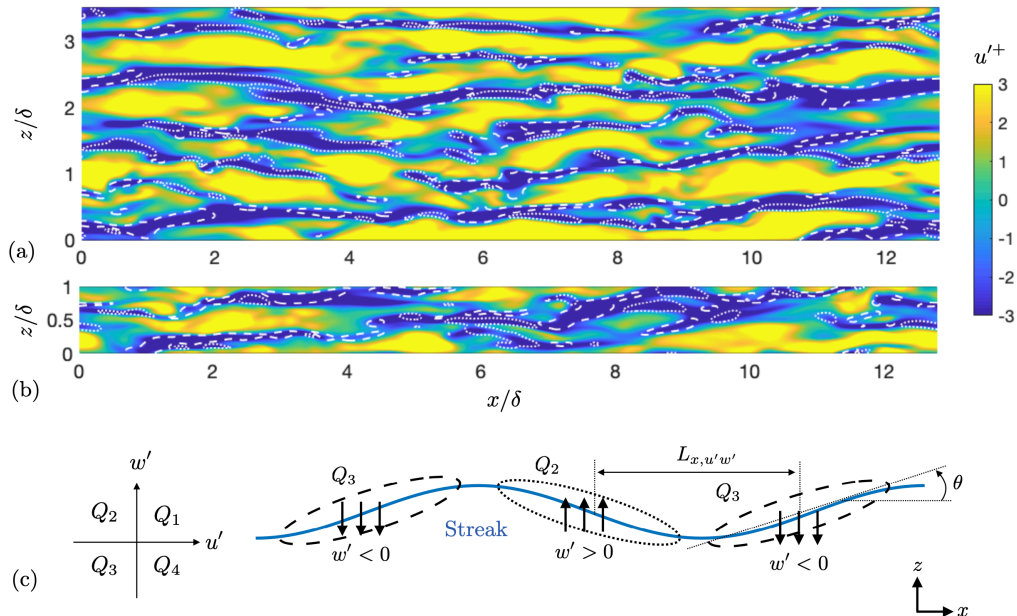 u′⁺
3
2
1
0
z/δ
(a)
0 2 4 6 8 10 12
3
2
1
0
-1
-2
-3
1
0.5
0
z/δ
(b)
0 2 4 6 8 10 12
x/δ
w′
Q₂ Q₁
u′
Q₃ Q₄
(c)
Q₃
w′ < 0
Streak
Q₂
w′ > 0
L_{x,u′w′}
Q₃
w′ < 0
θ
z
x